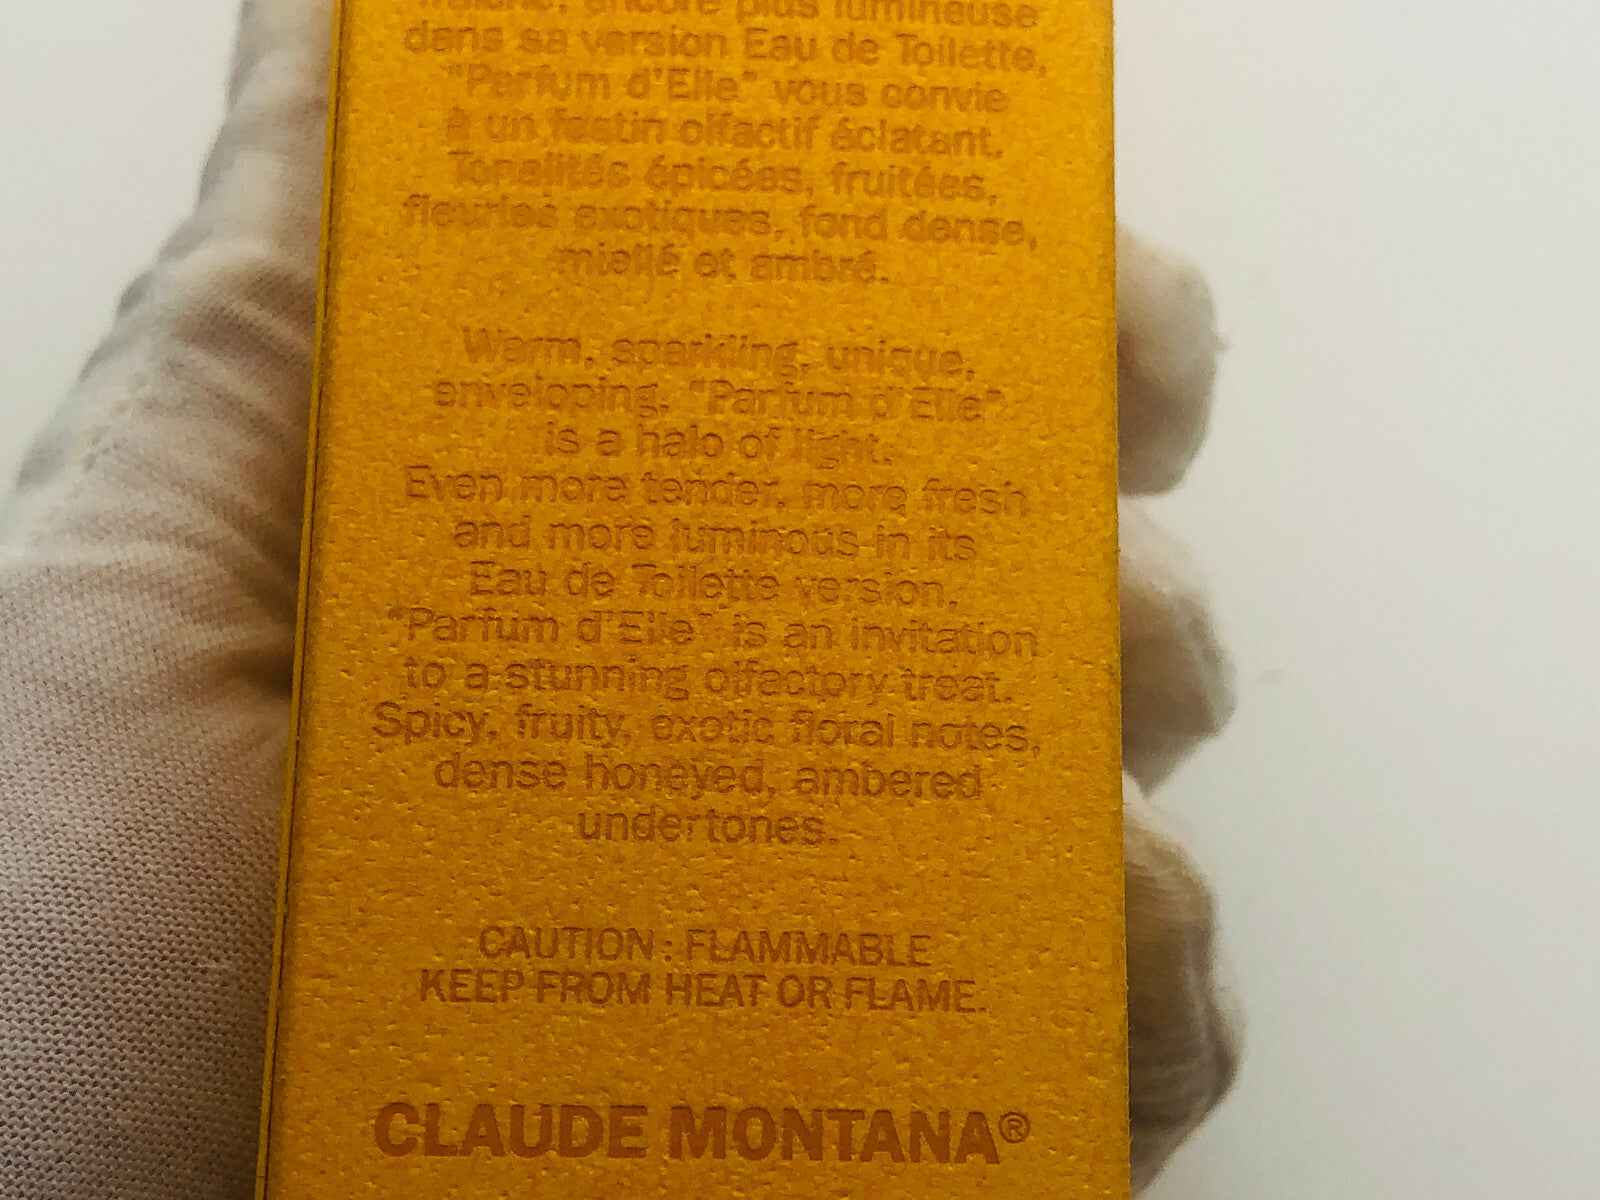 fraîche, encore plus lumineuse
dans sa version Eau de Toilette,
"Parfum d'Elle" vous convie
à un festin olfactif éclatant.
Tonalités épicées, fruitées,
fleuries exotiques, fond dense,
miellé et ambré.
Warm, sparkling, unique,
enveloping, "Parfum d'Elle"
is a halo of light.
Even more tender, more fresh
and more luminous in its
Eau de Toilette version,
"Parfum d'Elle" is an invitation
to a stunning olfactory treat.
Spicy, fruity, exotic floral notes,
dense honeyed, ambered
undertones.
CAUTION : FLAMMABLE
KEEP FROM HEAT OR FLAME.
CLAUDE MONTANA®